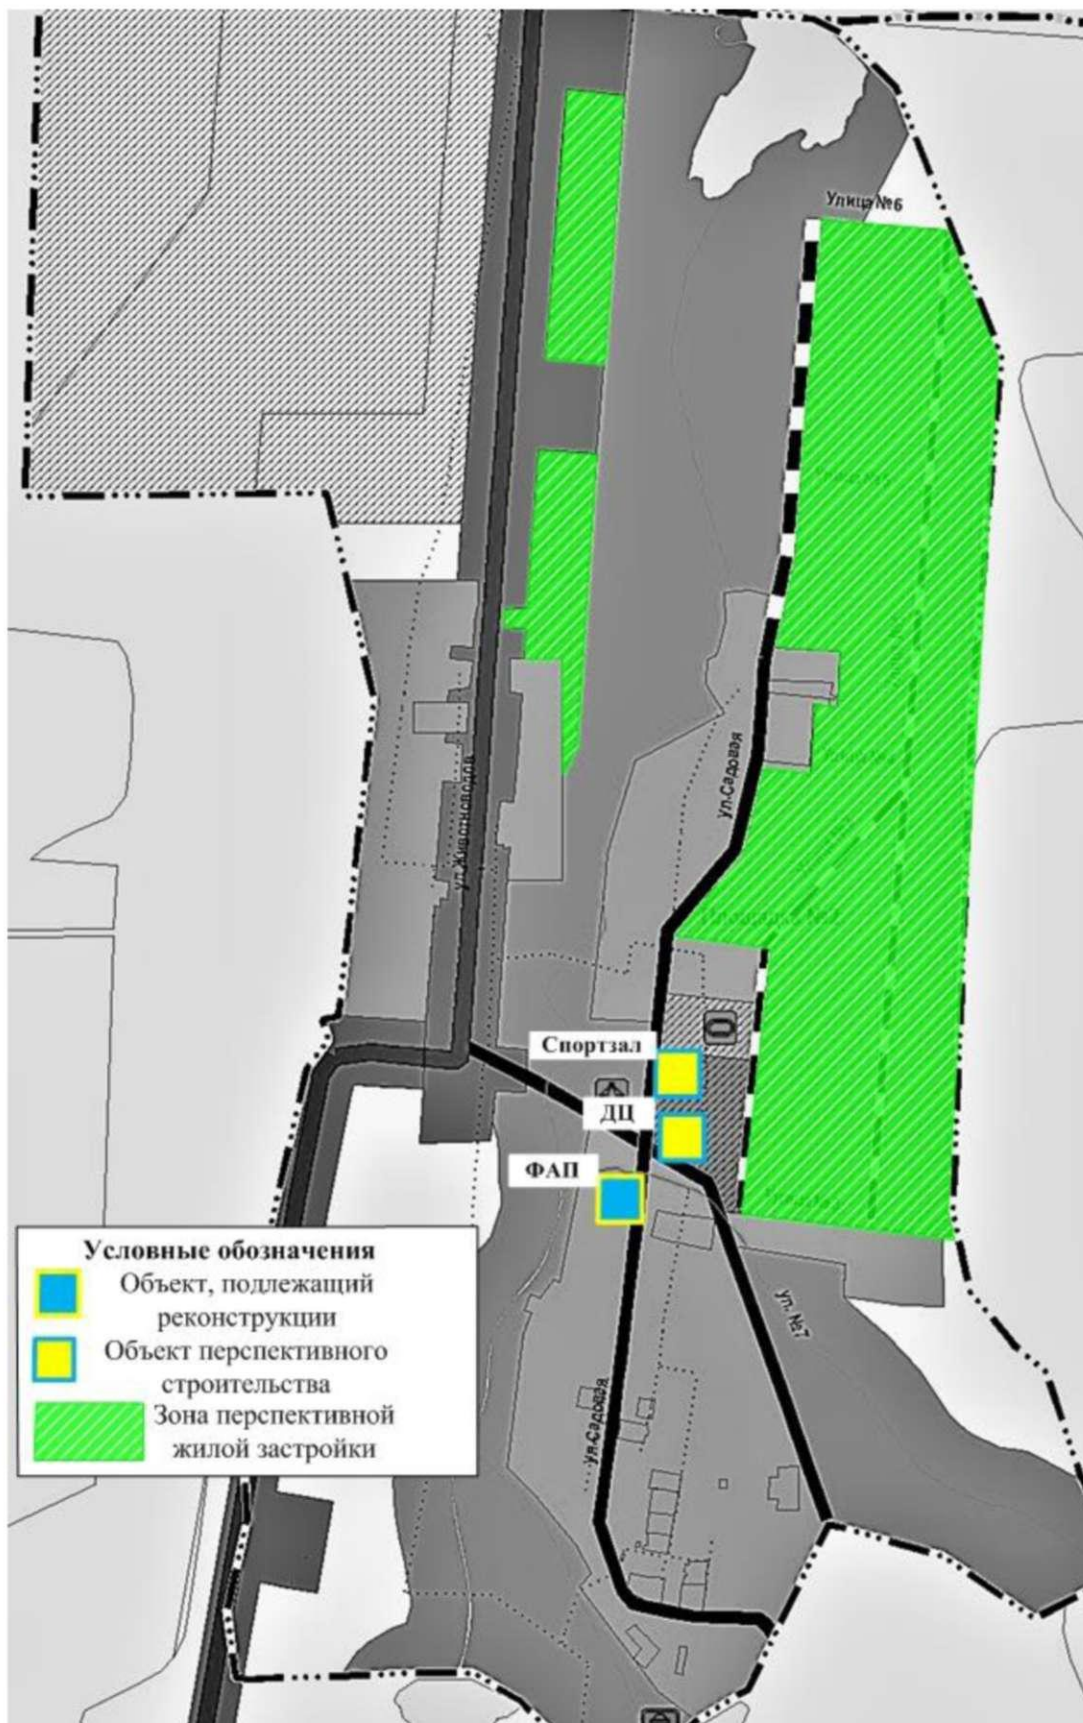 Улица №6
ул.Садовая
ул.Животноводов
Спортзал
ДЦ
ФАП
Условные обозначения
Объект, подлежащий
реконструкции
Объект перспективного
строительства
Зона перспективной
жилой застройки
ул. №7
ул.Садовая